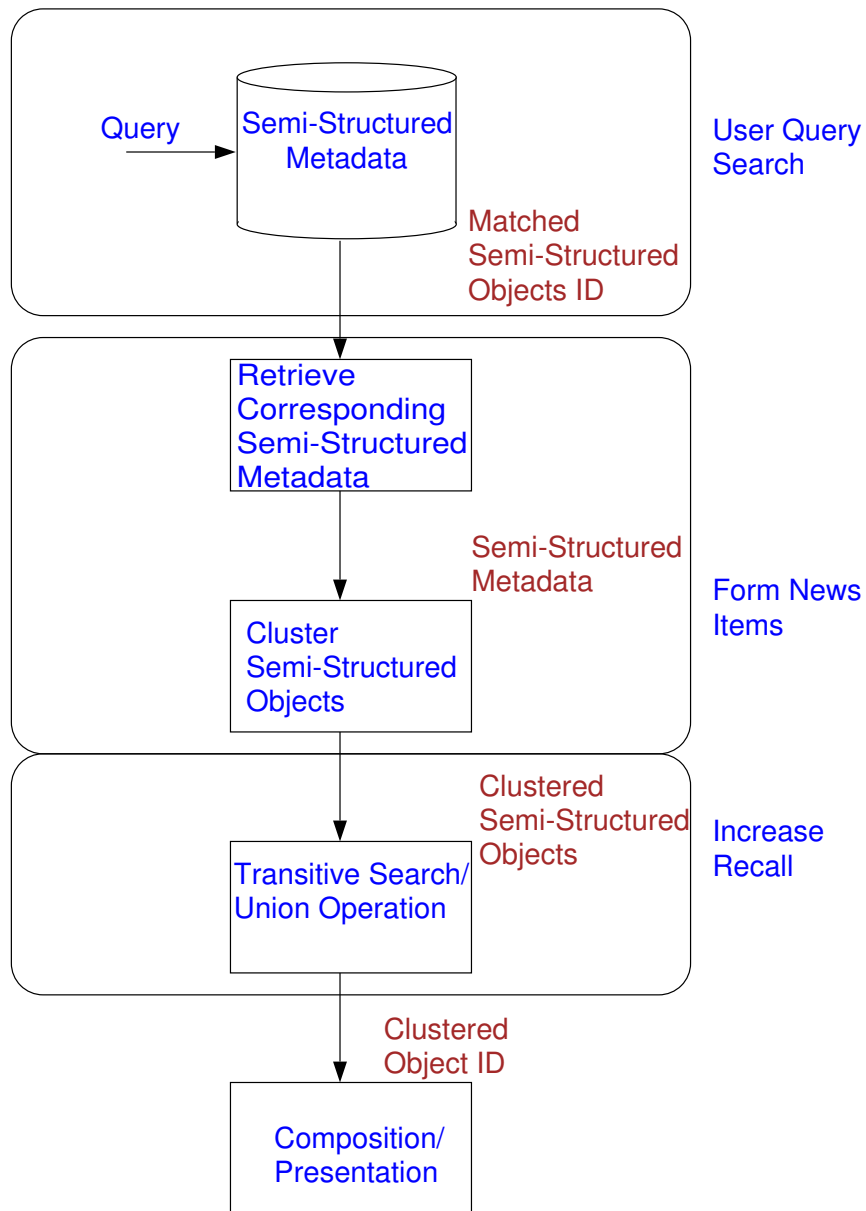 Query
Semi-Structured
Metadata
User Query
Search
Matched
Semi-Structured
Objects ID
Retrieve
Corresponding
Semi-Structured
Metadata
Semi-Structured
Metadata
Form News
Items
Cluster
Semi-Structured
Objects
Clustered
Semi-Structured
Objects
Increase
Recall
Transitive Search/
Union Operation
Clustered
Object ID
Composition/
Presentation